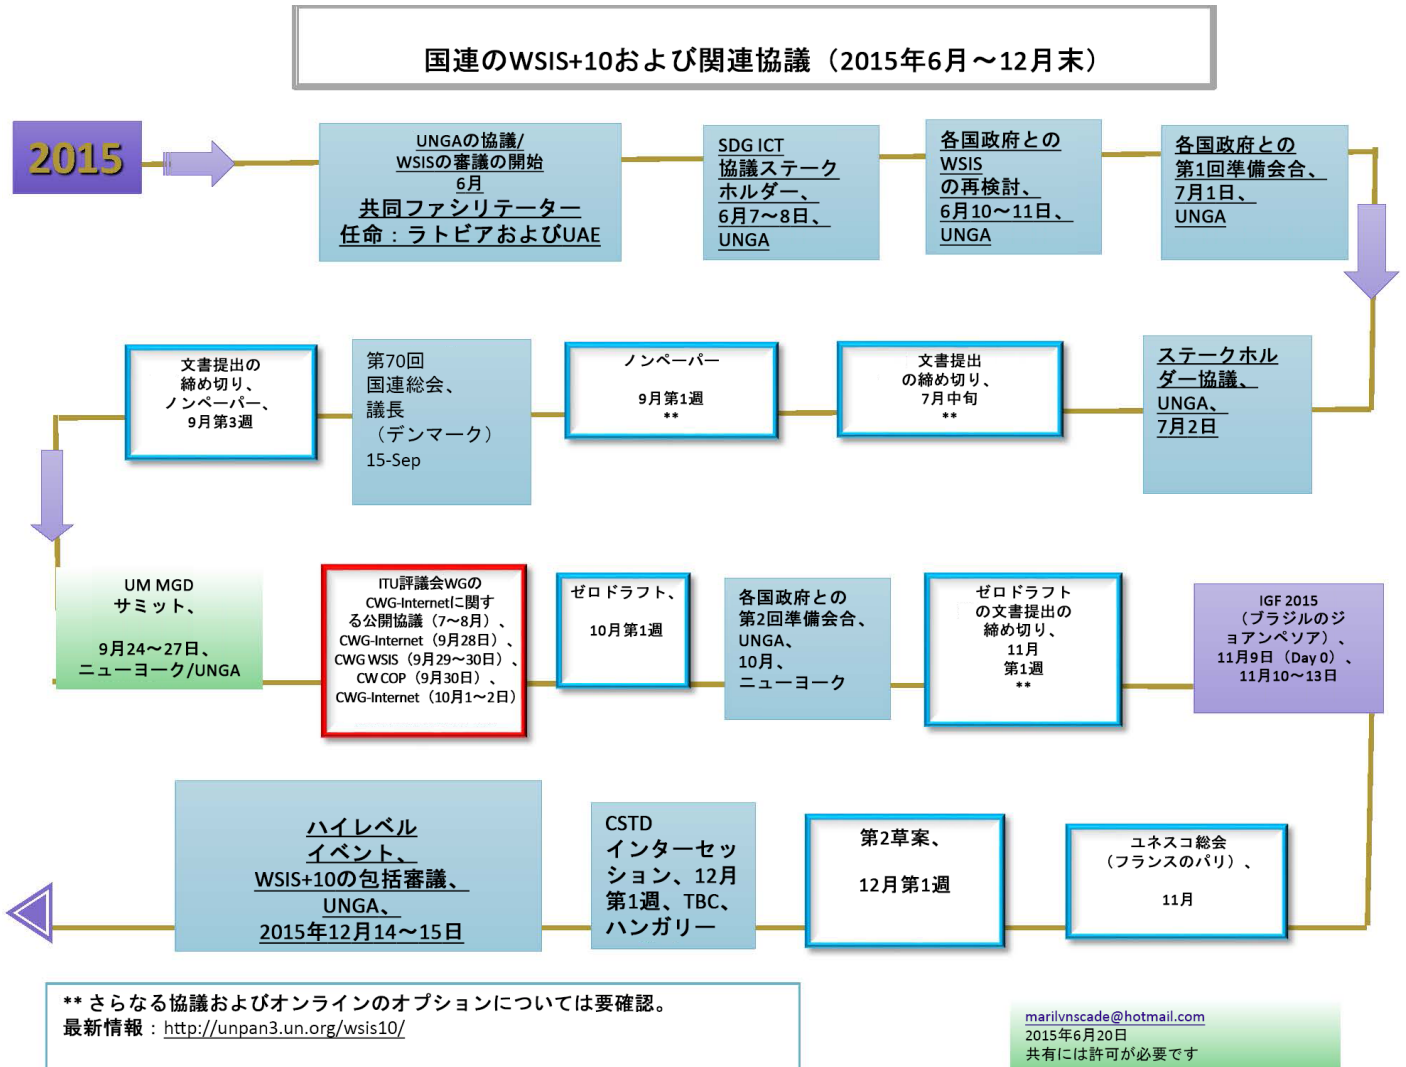 国連のWSIS+10および関連協議（2015年6月～12月末）
2015
UNGAの協議/
WSISの審議の開始
6月
共同ファシリテーター
任命：ラトビアおよびUAE
SDG ICT
協議ステーク
ホルダー、
6月7～8日、
UNGA
各国政府との
WSIS
の再検討、
6月10～11日、
UNGA
各国政府との
第1回準備会合、
7月1日、
UNGA
ステークホル
ダー協議、
UNGA、
7月2日
文書提出
の締め切り、
7月中旬
**
ノンペーパー
9月第1週
**
第70回
国連総会、
議長
（デンマーク）
15-Sep
文書提出の
締め切り、
ノンペーパー、
9月第3週
UM MGD
サミット、
9月24～27日、
ニューヨーク/UNGA
ITU評議会WGの
CWG-Internetに関す
る公開協議（7～8月）、
CWG-Internet（9月28日）、
CWG WSIS（9月29～30日）、
CW COP（9月30日）、
CWG-Internet（10月1～2日）
ゼロドラフト、
10月第1週
各国政府との
第2回準備会合、
UNGA、
10月、
ニューヨーク
ゼロドラフト
の文書提出の
締め切り、
11月
第1週
**
IGF 2015
（ブラジルのジ
ョアンペソア）、
11月9日（Day 0）、
11月10～13日
ユネスコ総会
（フランスのパリ）、
11月
第2草案、
12月第1週
CSTD
インターセッ
ション、12月
第1週、TBC、
ハンガリー
ハイレベル
イベント、
WSIS+10の包括審議、
UNGA、
2015年12月14～15日
** さらなる協議およびオンラインのオプションについては要確認。
最新情報：http://unpan3.un.org/wsis10/
marilvnscade@hotmail.com
2015年6月20日
共有には許可が必要です